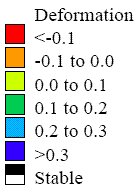 Deformation
<-0.1
-0.1 to 0.0
0.0 to 0.1
0.1 to 0.2
0.2 to 0.3
>0.3
Stable